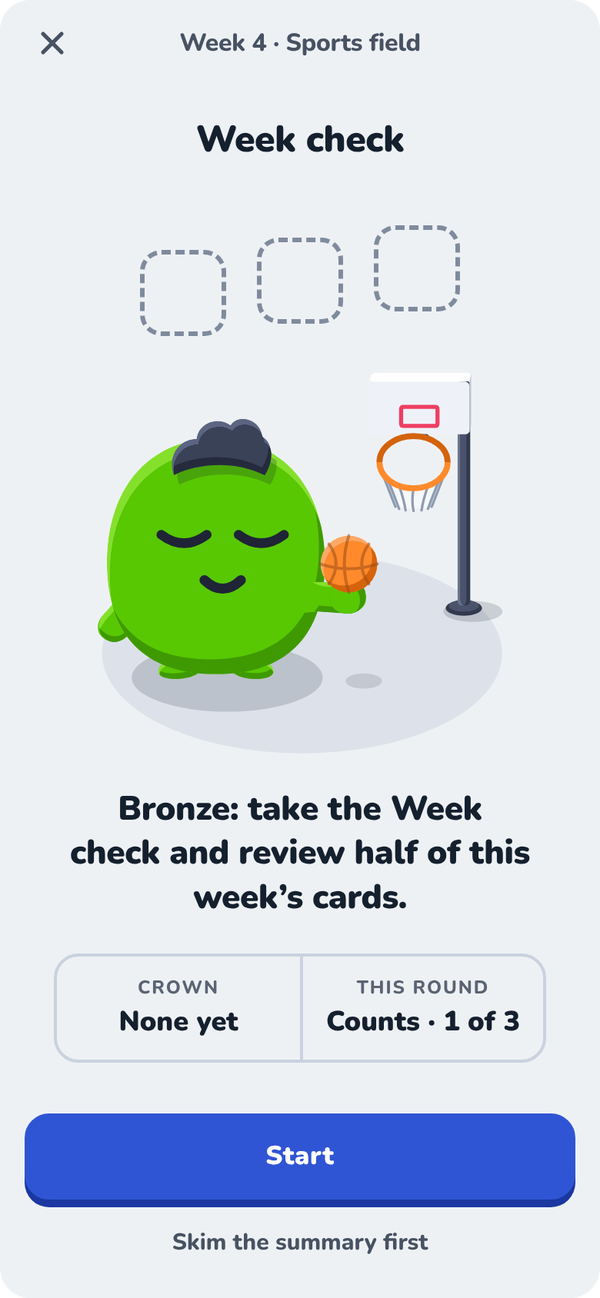 Week 4 · Sports field
Week check
Bronze: take the Week
check and review half of this
week’s cards.
CROWN
None yet
THIS ROUND
Counts · 1 of 3
Start
Skim the summary first